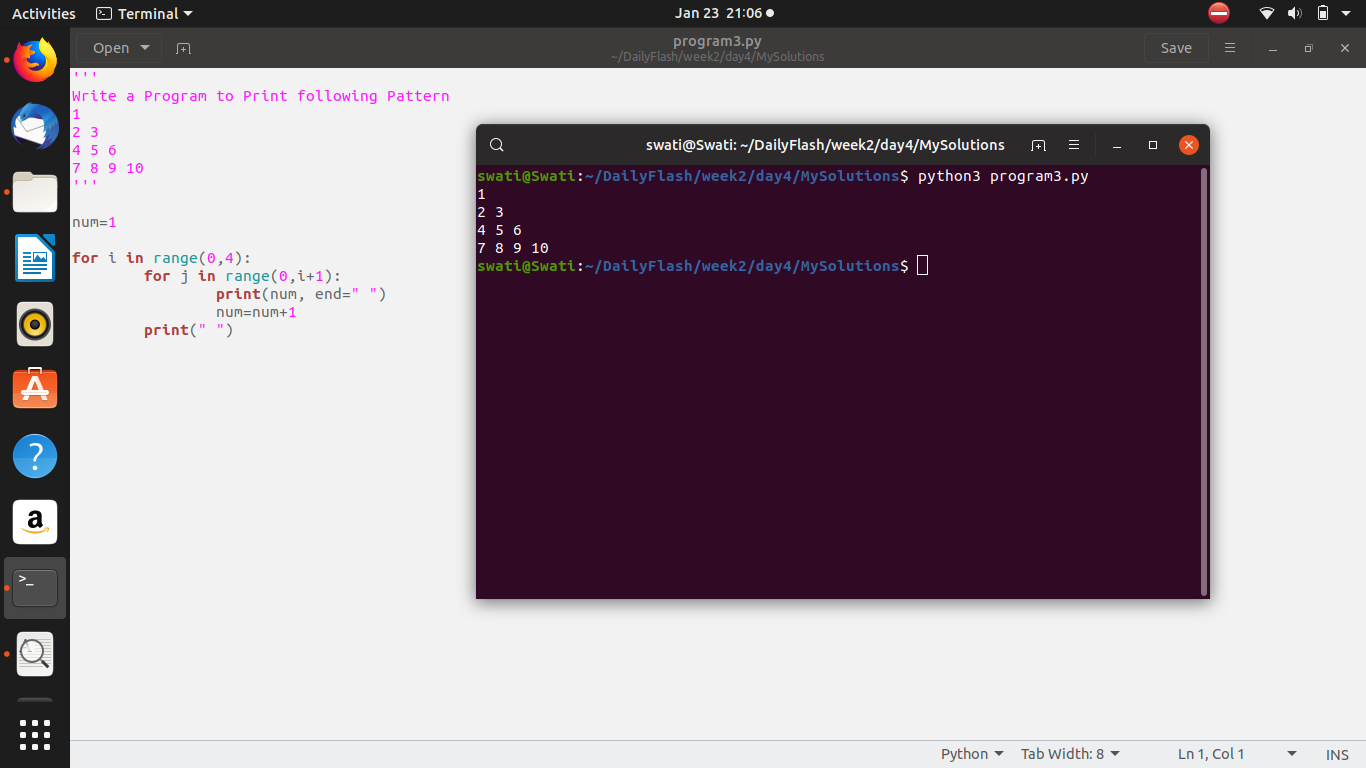 Activities Terminal Jan 23 21:06
Open program3.py Save
~/DailyFlash/week2/day4/MySolutions
'''
Write a Program to Print following Pattern
1
2 3
4 5 6
7 8 9 10
'''
num=1
for i in range(0,4):
for j in range(0,i+1):
print(num, end=" ")
num=num+1
print(" ")
swati@Swati: ~/DailyFlash/week2/day4/MySolutions
swati@Swati:~/DailyFlash/week2/day4/MySolutions$ python3 program3.py
1
2 3
4 5 6
7 8 9 10
swati@Swati:~/DailyFlash/week2/day4/MySolutions$
?
a
>_
Python Tab Width: 8 Ln 1, Col 1 INS